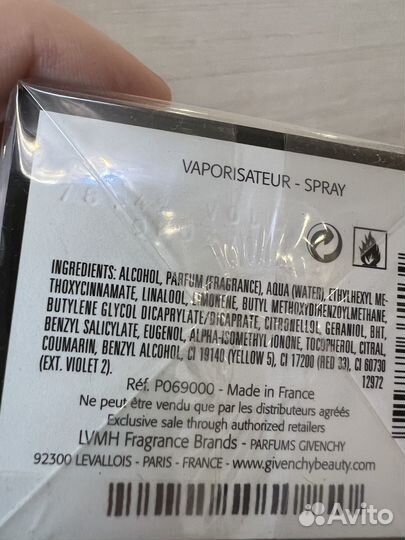 VAPORISATEUR - SPRAY
INGREDIENTS: ALCOHOL, PARFUM (FRAGRANCE), AQUA (WATER), ETHYLHEXYL ME-
THOXYCINNAMATE, LINALOOL, LIMONENE, BUTYL METHOXYDIBENZOYLMETHANE,
BUTYLENE GLYCOL DICAPRYLATE/DICAPRATE, CITRONELLOL, GERANIOL, BHT,
BENZYL SALICYLATE, EUGENOL, ALPHA-ISOMETHYL IONONE, TOCOPHEROL, CITRAL,
COUMARIN, BENZYL ALCOHOL, CI 19140 (YELLOW 5), CI 17200 (RED 33), CI 60730
(EXT. VIOLET 2).
12972
Réf. P069000 - Made in France
Ne peut être vendu que par les distributeurs agréés
Exclusive sale through authorized retailers
LVMH Fragrance Brands - PARFUMS GIVENCHY
92300 LEVALLOIS - PARIS - FRANCE - www.givenchybeauty.com
Avito